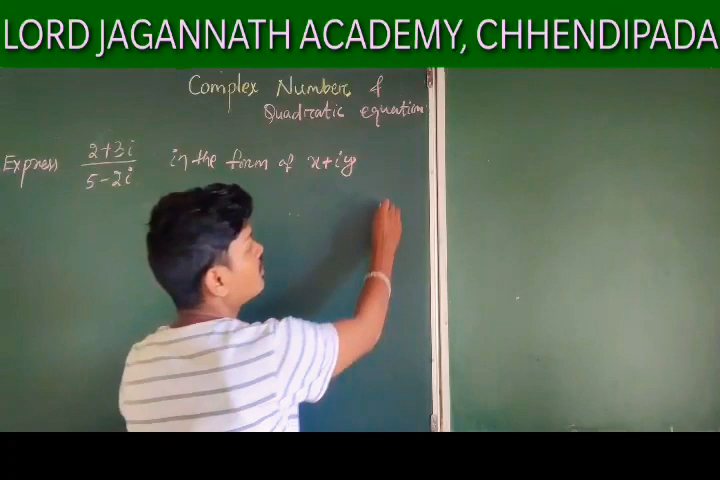 LORD JAGANNATH ACADEMY, CHHENDIPADA
Complex Number &
Quadratic equation
Express 2+3i / 5-2i in the form of x+iy